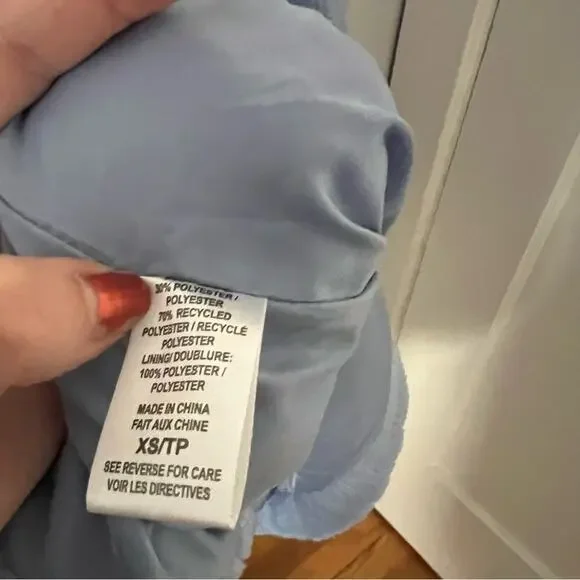 30% POLYESTER /
POLYESTER
70% RECYCLED
POLYESTER / RECYCLÉ
POLYESTER
LINING/ DOUBLURE:
100% POLYESTER /
POLYESTER
MADE IN CHINA
FAIT AUX CHINE
XS/TP
SEE REVERSE FOR CARE
VOIR LES DIRECTIVES